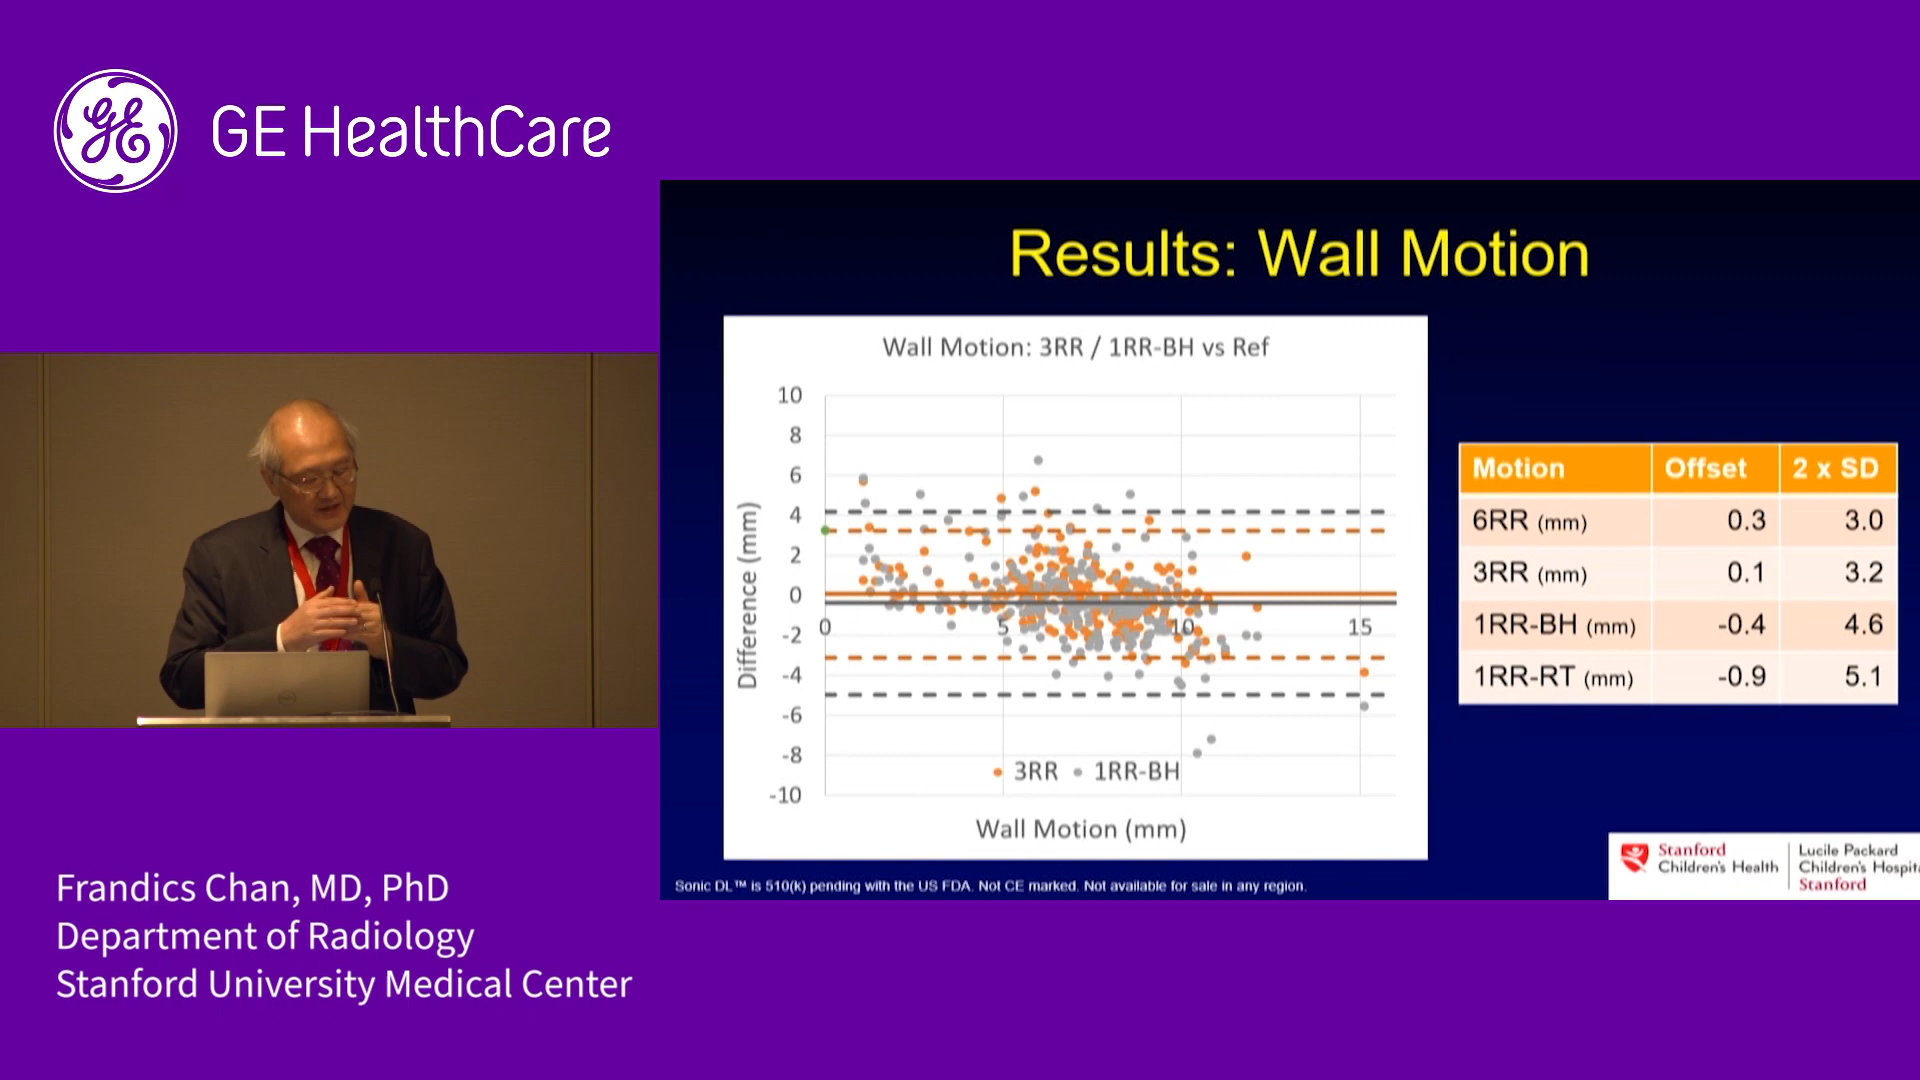 GE HealthCare
Results: Wall Motion
Wall Motion: 3RR / 1RR-BH vs Ref
10
8
6
4
2
0
-2
-4
-6
-8
-10
0 5 10 15
Difference (mm)
3RR 1RR-BH
Wall Motion (mm)
Motion Offset 2 x SD
6RR (mm) 0.3 3.0
3RR (mm) 0.1 3.2
1RR-BH (mm) -0.4 4.6
1RR-RT (mm) -0.9 5.1
Stanford
Children's Health
Lucile Packard
Children's Hospita
Stanford
Sonic DL™ is 510(k) pending with the US FDA. Not CE marked. Not available for sale in any region.
Frandics Chan, MD, PhD
Department of Radiology
Stanford University Medical Center